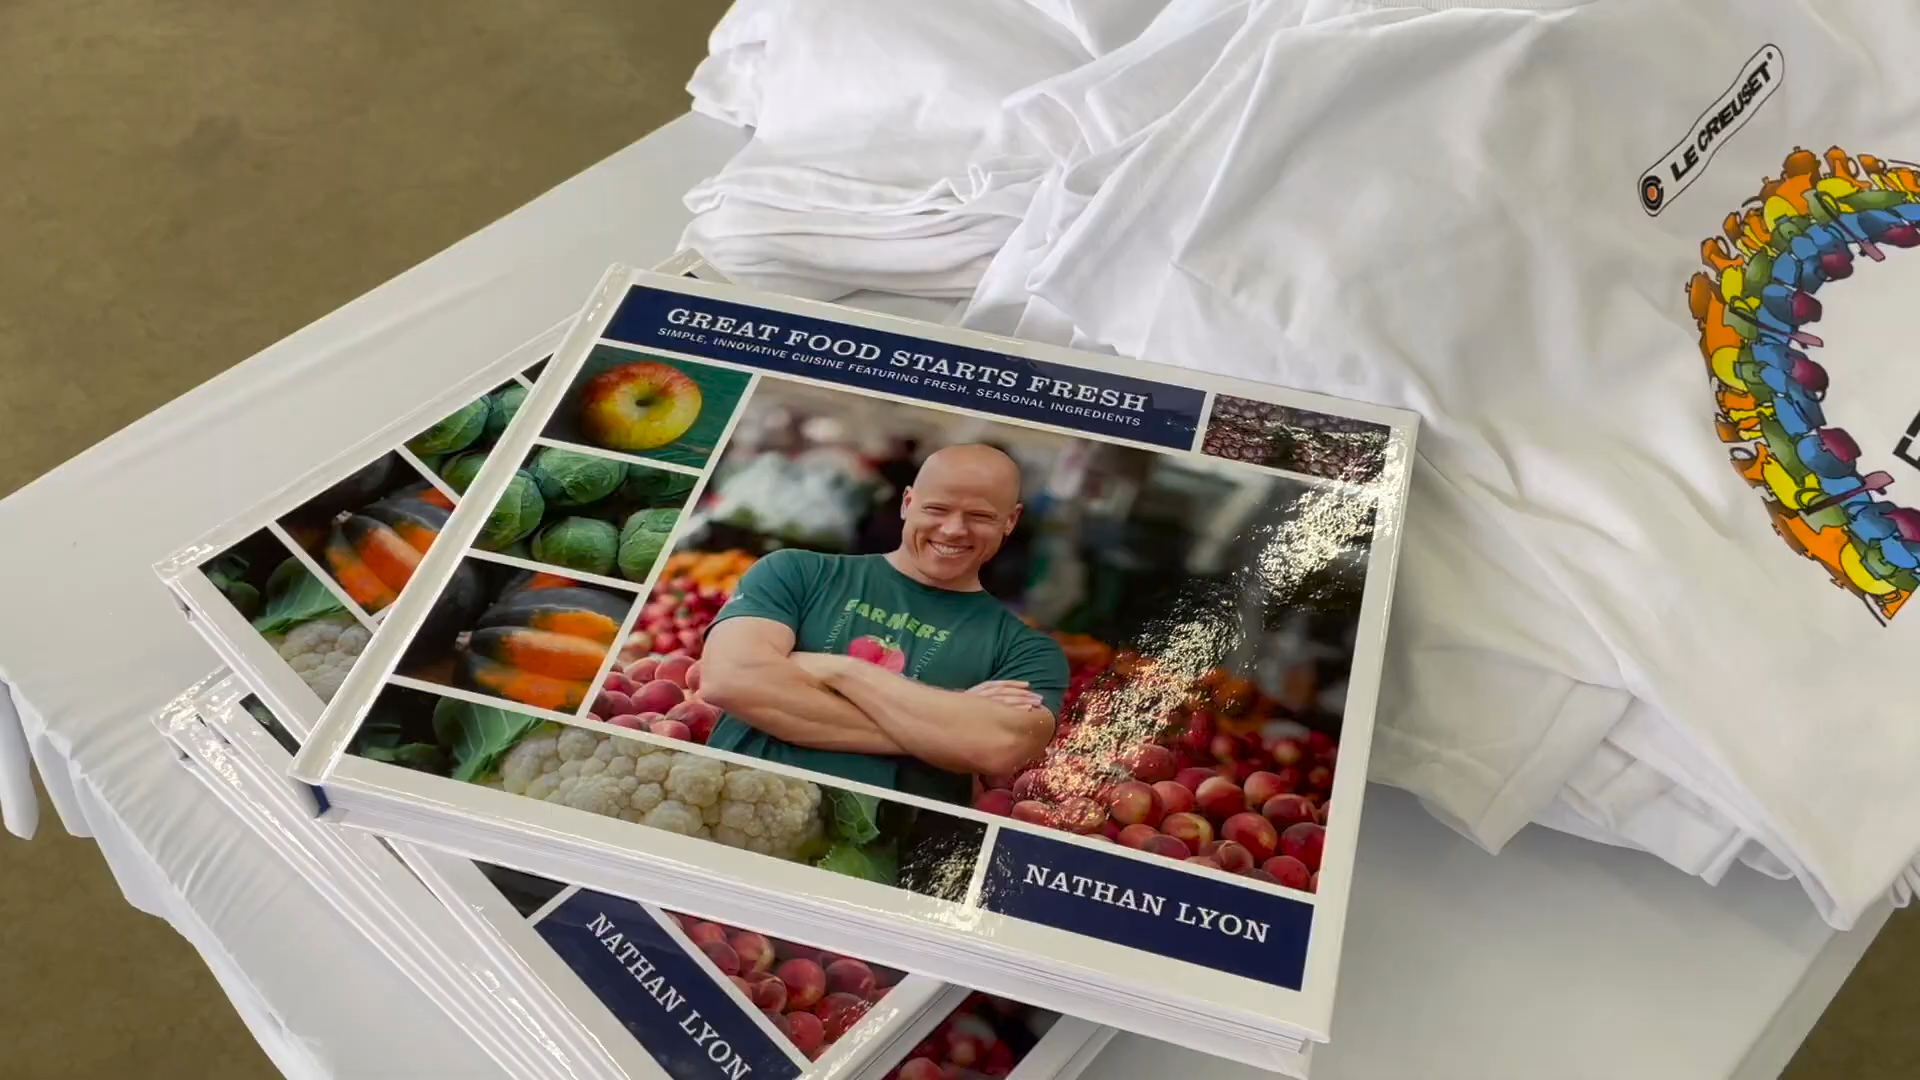 LE CREUSET
GREAT FOOD STARTS FRESH
SIMPLE, INNOVATIVE CUISINE FEATURING FRESH, SEASONAL INGREDIENTS
FARMERS
NATHAN LYON
NATHAN LYON